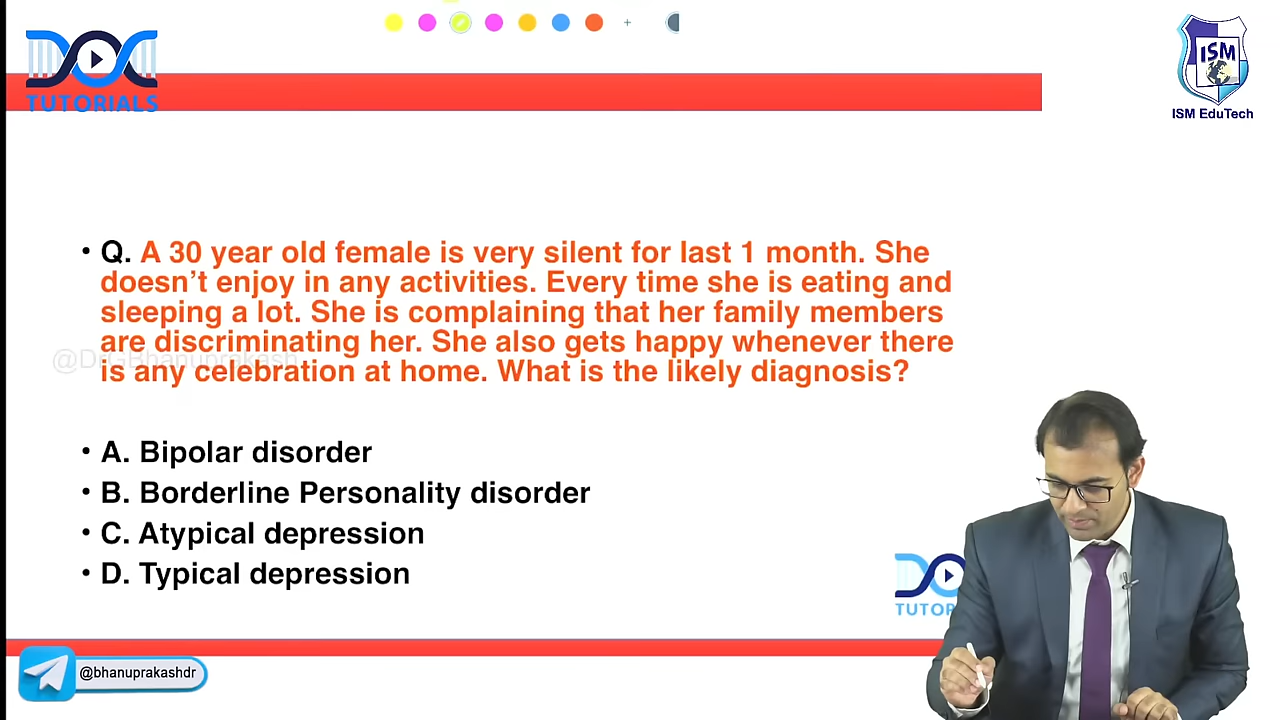 TUTORIALS
ISM
ISM EduTech
• Q. A 30 year old female is very silent for last 1 month. She
doesn’t enjoy in any activities. Every time she is eating and
sleeping a lot. She is complaining that her family members
are discriminating her. She also gets happy whenever there
@DrGBhanuprakash
is any celebration at home. What is the likely diagnosis?
• A. Bipolar disorder
• B. Borderline Personality disorder
• C. Atypical depression
• D. Typical depression
TUTOR
@bhanuprakashdr